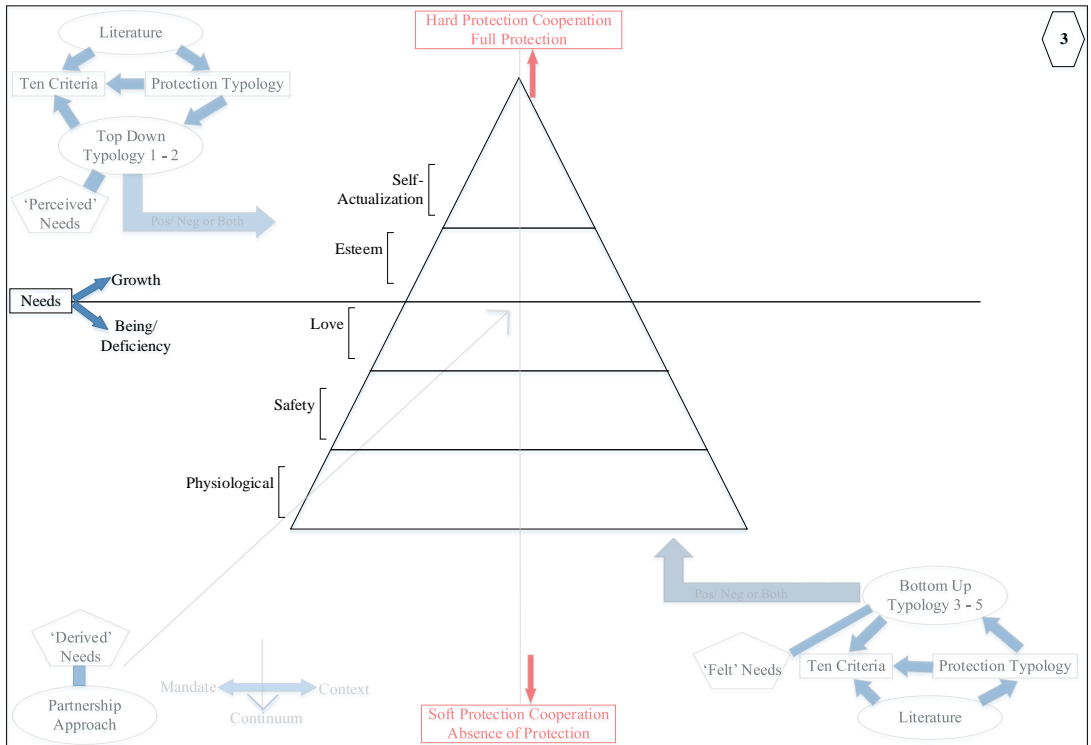 Hard Protection Cooperation
Full Protection
3
Literature
Ten Criteria
Protection Typology
Top Down
Typology 1 - 2
'Perceived'
Needs
Pos/ Neg or Both
Self-
Actualization
Esteem
Growth
Needs
Being/
Deficiency
Love
Safety
Physiological
'Derived'
Needs
Partnership
Approach
Mandate
Context
Continuum
Soft Protection Cooperation
Absence of Protection
Pos/ Neg or Both
Bottom Up
Typology 3 - 5
'Felt' Needs
Ten Criteria
Protection Typology
Literature